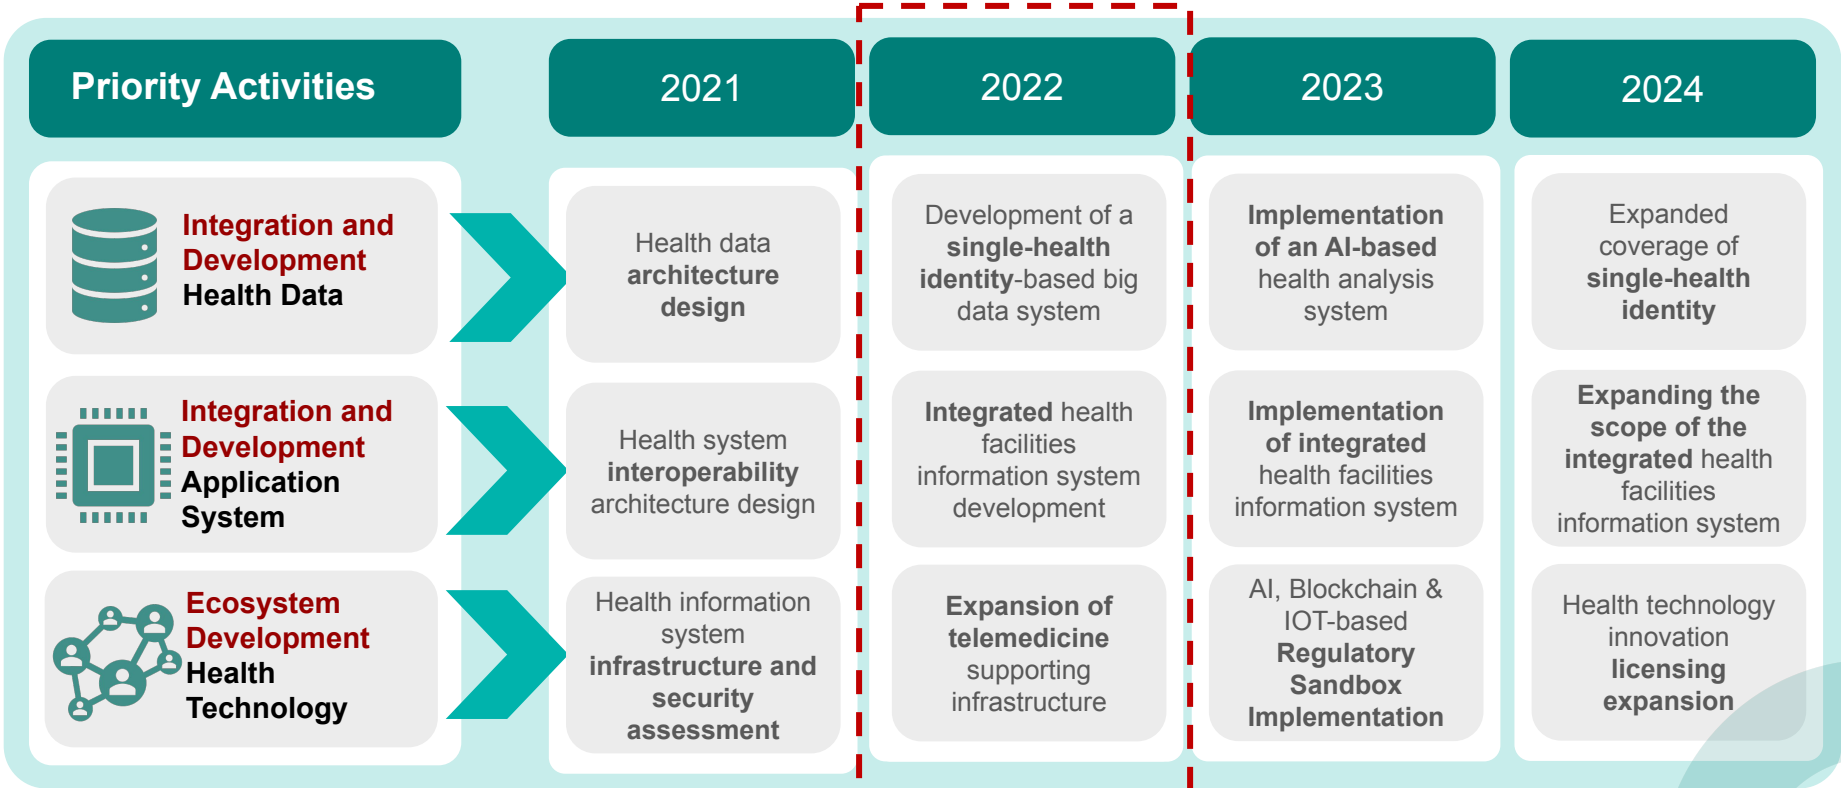 Priority Activities
2021
2022
2023
2024
Integration and
Development
Health Data
Health data
architecture
design
Development of a
single-health
identity-based big
data system
Implementation
of an AI-based
health analysis
system
Expanded
coverage of
single-health
identity
Integration and
Development
Application
System
Health system
interoperability
architecture design
Integrated health
facilities
information system
development
Implementation
of integrated
health facilities
information system
Expanding the
scope of the
integrated health
facilities
information system
Ecosystem
Development
Health
Technology
Health information
system
infrastructure and
security
assessment
Expansion of
telemedicine
supporting
infrastructure
AI, Blockchain &
IOT-based
Regulatory
Sandbox
Implementation
Health technology
innovation
licensing
expansion